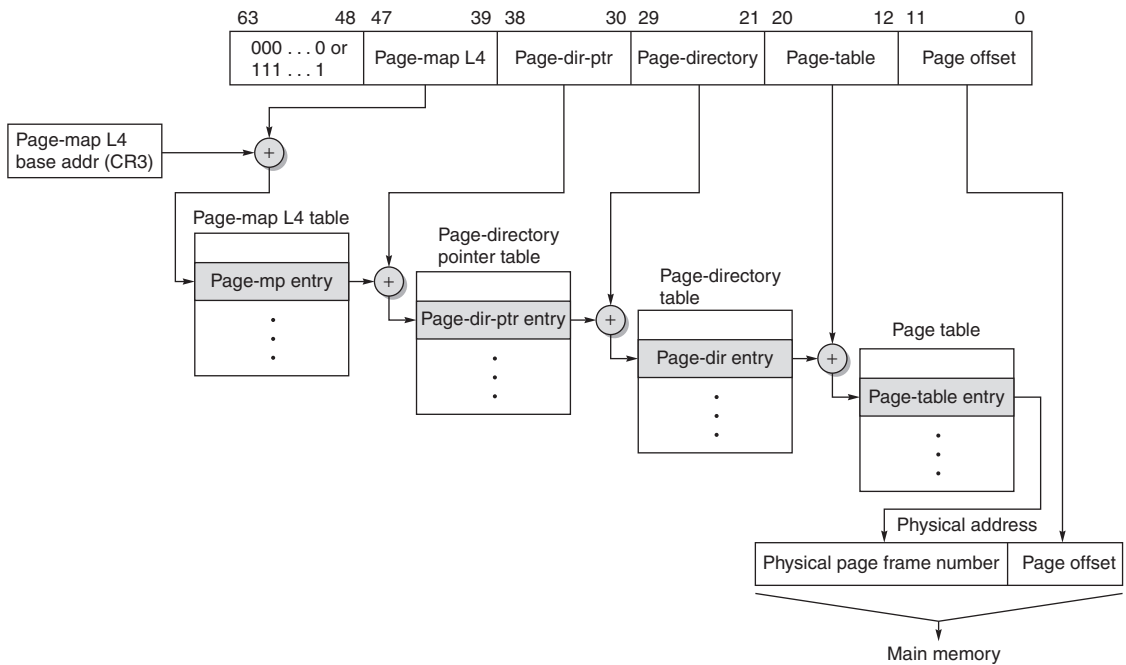 63 48 47 39 38 30 29 21 20 12 11 0
000 . . . 0 or
111 . . . 1
Page-map L4
Page-dir-ptr
Page-directory
Page-table
Page offset
Page-map L4
base addr (CR3)
+
Page-map L4 table
Page-mp entry
+
Page-directory
pointer table
Page-dir-ptr entry
+
Page-directory
table
Page-dir entry
+
Page table
Page-table entry
Physical address
Physical page frame number
Page offset
Main memory